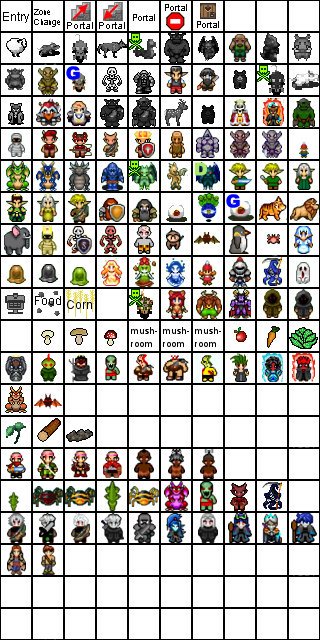 Entry
Zone
Change
Portal
Portal
Portal
Portal
Portal
G
D
G
Food
Corn
mush-
room
mush-
room
mush-
room